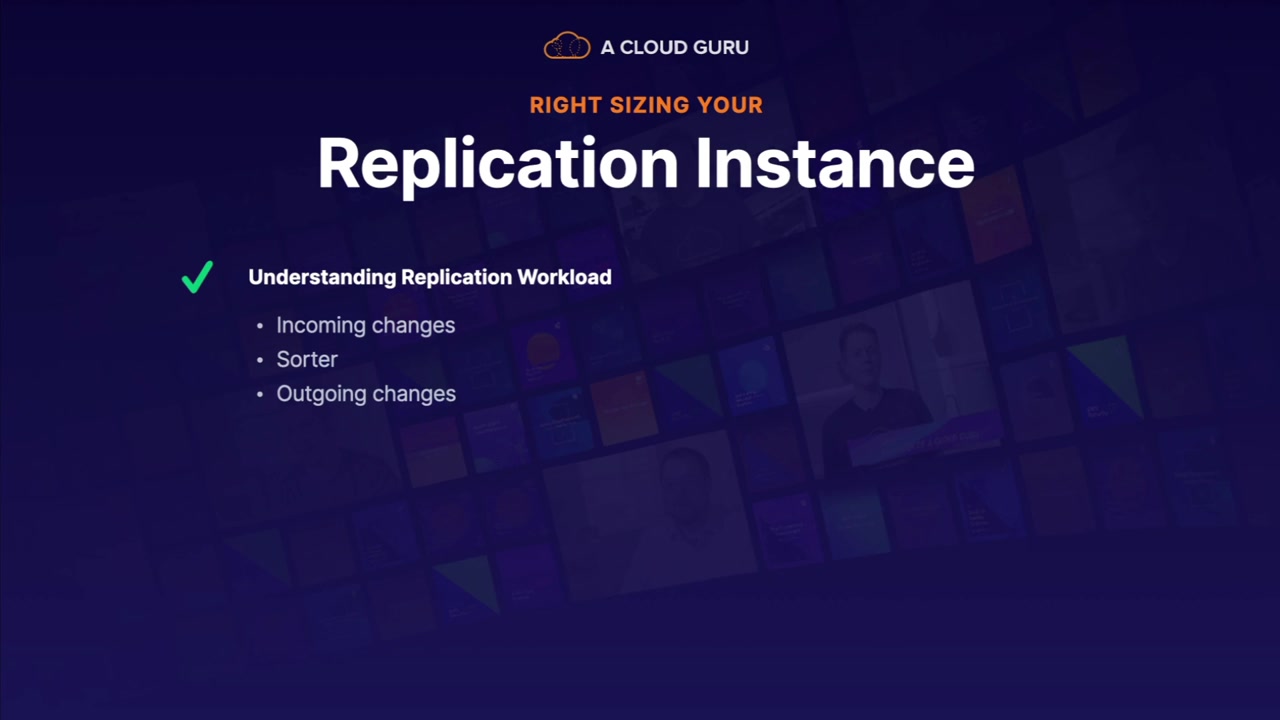 A CLOUD GURU
RIGHT SIZING YOUR
Replication Instance
Understanding Replication Workload
• Incoming changes
• Sorter
• Outgoing changes